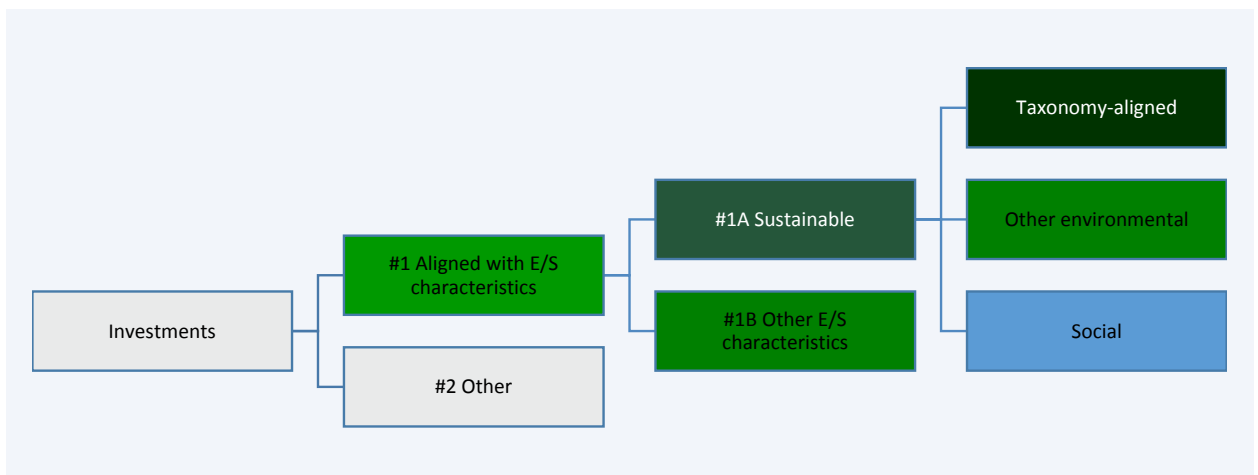 Investments
#1 Aligned with E/S
characteristics
#2 Other
#1A Sustainable
#1B Other E/S
characteristics
Taxonomy-aligned
Other environmental
Social